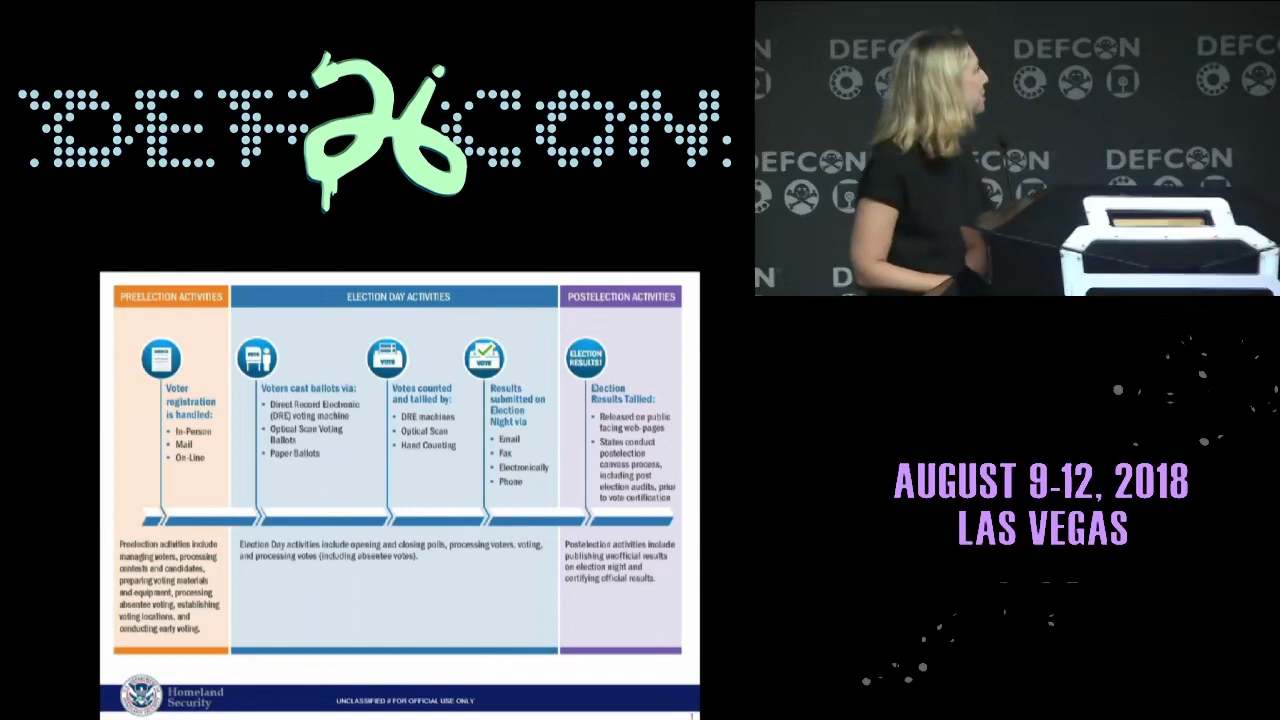 DEF 26 CON
DEFCON
DEFCON
DEFC N
DEFCON
DEFCON
AUGUST 9-12, 2018
LAS VEGAS
PREELECTION ACTIVITIES
ELECTION DAY ACTIVITIES
POSTELECTION ACTIVITIES
Voter
registration
is handled:
• In-Person
• Mail
• On-Line
VOTE
Voters cast ballots via:
• Direct Record Electronic
(DRE) voting machine
• Optical Scan Voting
Ballots
• Paper Ballots
VOTE
Votes counted
and tallied by:
• DRE machines
• Optical Scan
• Hand Counting
VOTE
Results
submitted on
Election
Night via
• Email
• Fax
• Electronically
• Phone
ELECTION
RESULTS!
Election
Results Tallied:
• Released on public
facing web-pages
• States conduct
postelection
canvass process,
including post
election audits, prior
to vote certification
Preelection activities include
managing voters, processing
contests and candidates,
preparing voting materials
and equipment, processing
absentee voting, establishing
voting locations, and
conducting early voting.
Election Day activities include opening and closing polls, processing voters, voting,
and processing votes (including absentee votes).
Postelection activities include
publishing unofficial results
on election night and
certifying official results.
Homeland
Security
UNCLASSIFIED // FOR OFFICIAL USE ONLY
1